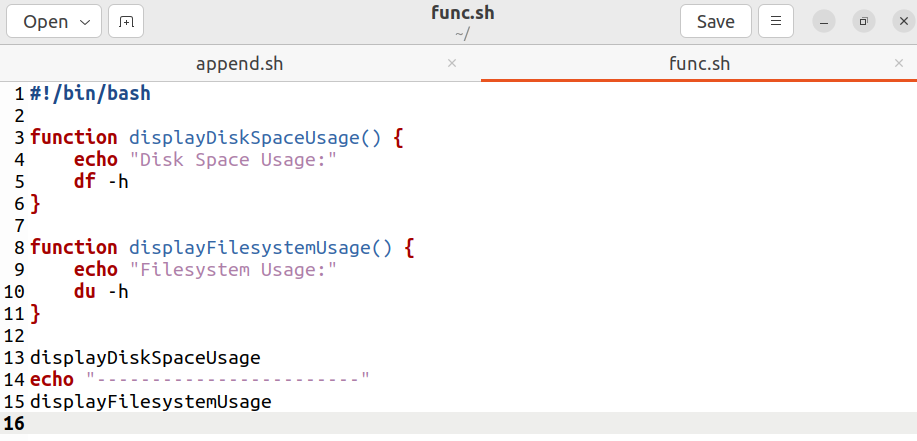 Open
func.sh
~/
Save
append.sh
func.sh
1 #!/bin/bash
2
3 function displayDiskSpaceUsage() {
4     echo "Disk Space Usage:"
5     df -h
6 }
7
8 function displayFilesystemUsage() {
9     echo "Filesystem Usage:"
10     du -h
11 }
12
13 displayDiskSpaceUsage
14 echo "------------------------"
15 displayFilesystemUsage
16